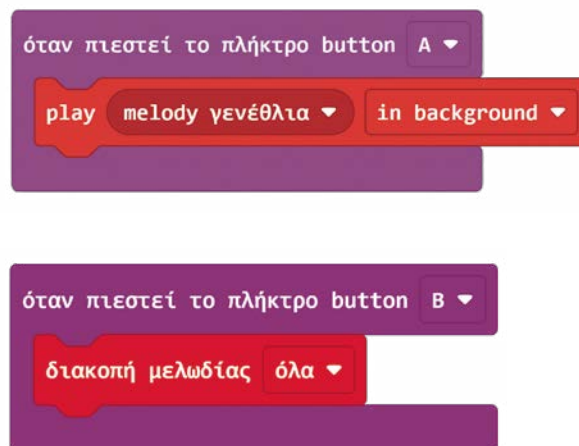 όταν πιεστεί το πλήκτρο button A
play melody γενέθλια in background
όταν πιεστεί το πλήκτρο button B
διακοπή μελωδίας όλα